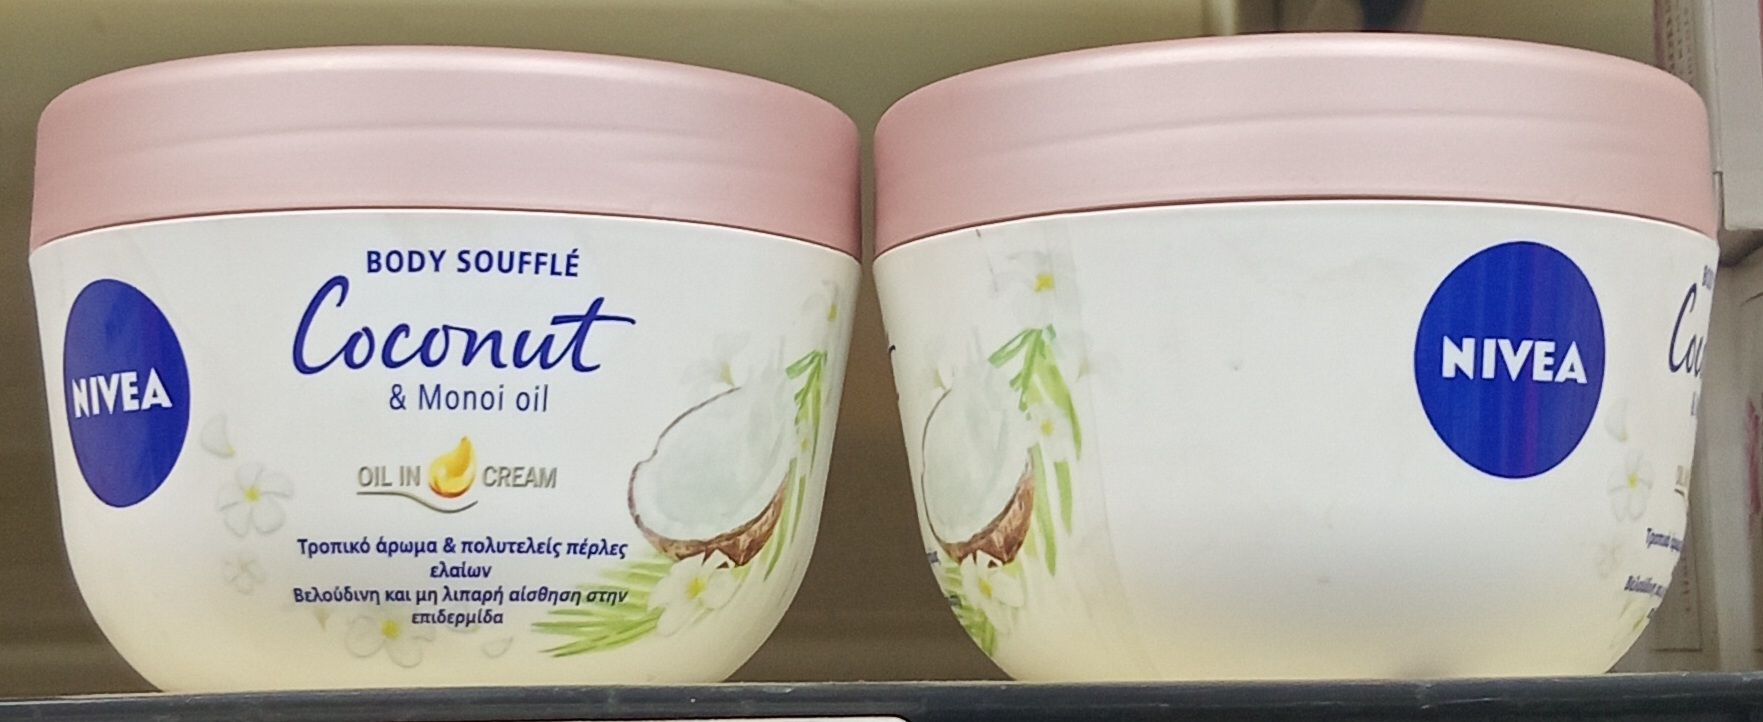 NIVEA
BODY SOUFFLÉ
Coconut
& Monoi oil
OIL IN CREAM
Τροπικό άρωμα & πολυτελείς πέρλες
ελαίων
Βελούδινη και μη λιπαρή αίσθηση στην
επιδερμίδα
NIVEA